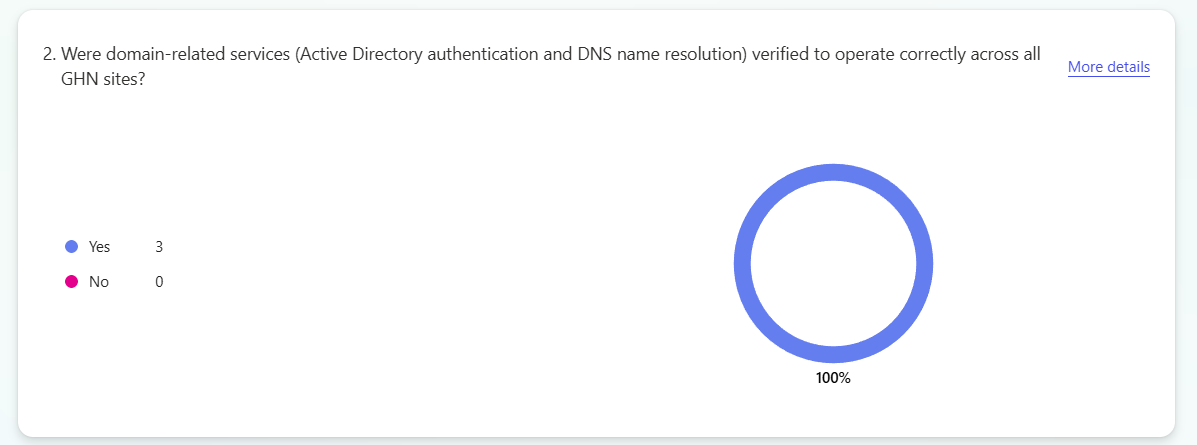 2. Were domain-related services (Active Directory authentication and DNS name resolution) verified to operate correctly across all
GHN sites?
More details
Yes 3
No 0
100%